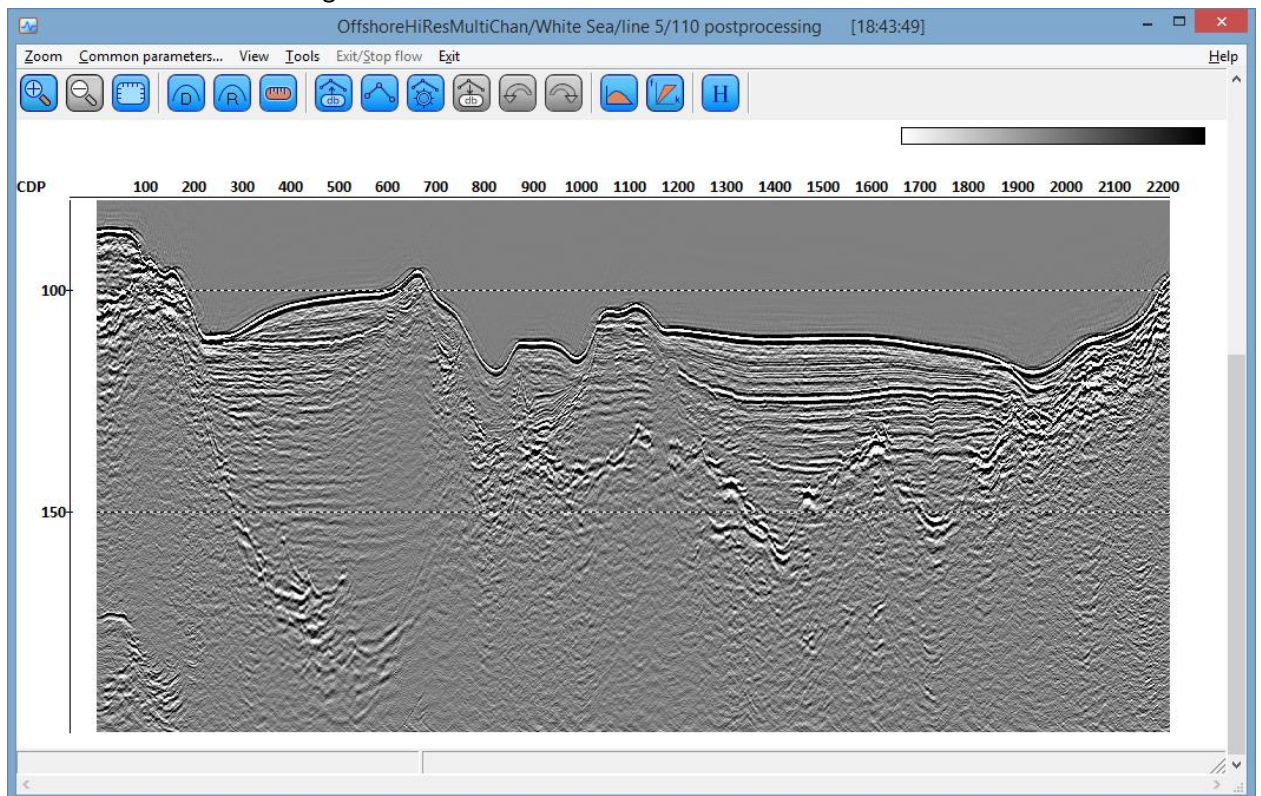 OffshoreHiResMultiChan/White Sea/line 5/110 postprocessing [18:43:49]
Zoom Common parameters... View Tools Exit/Stop flow Exit Help
D R db db f k H
CDP 100 200 300 400 500 600 700 800 900 1000 1100 1200 1300 1400 1500 1600 1700 1800 1900 2000 2100 2200
100
150